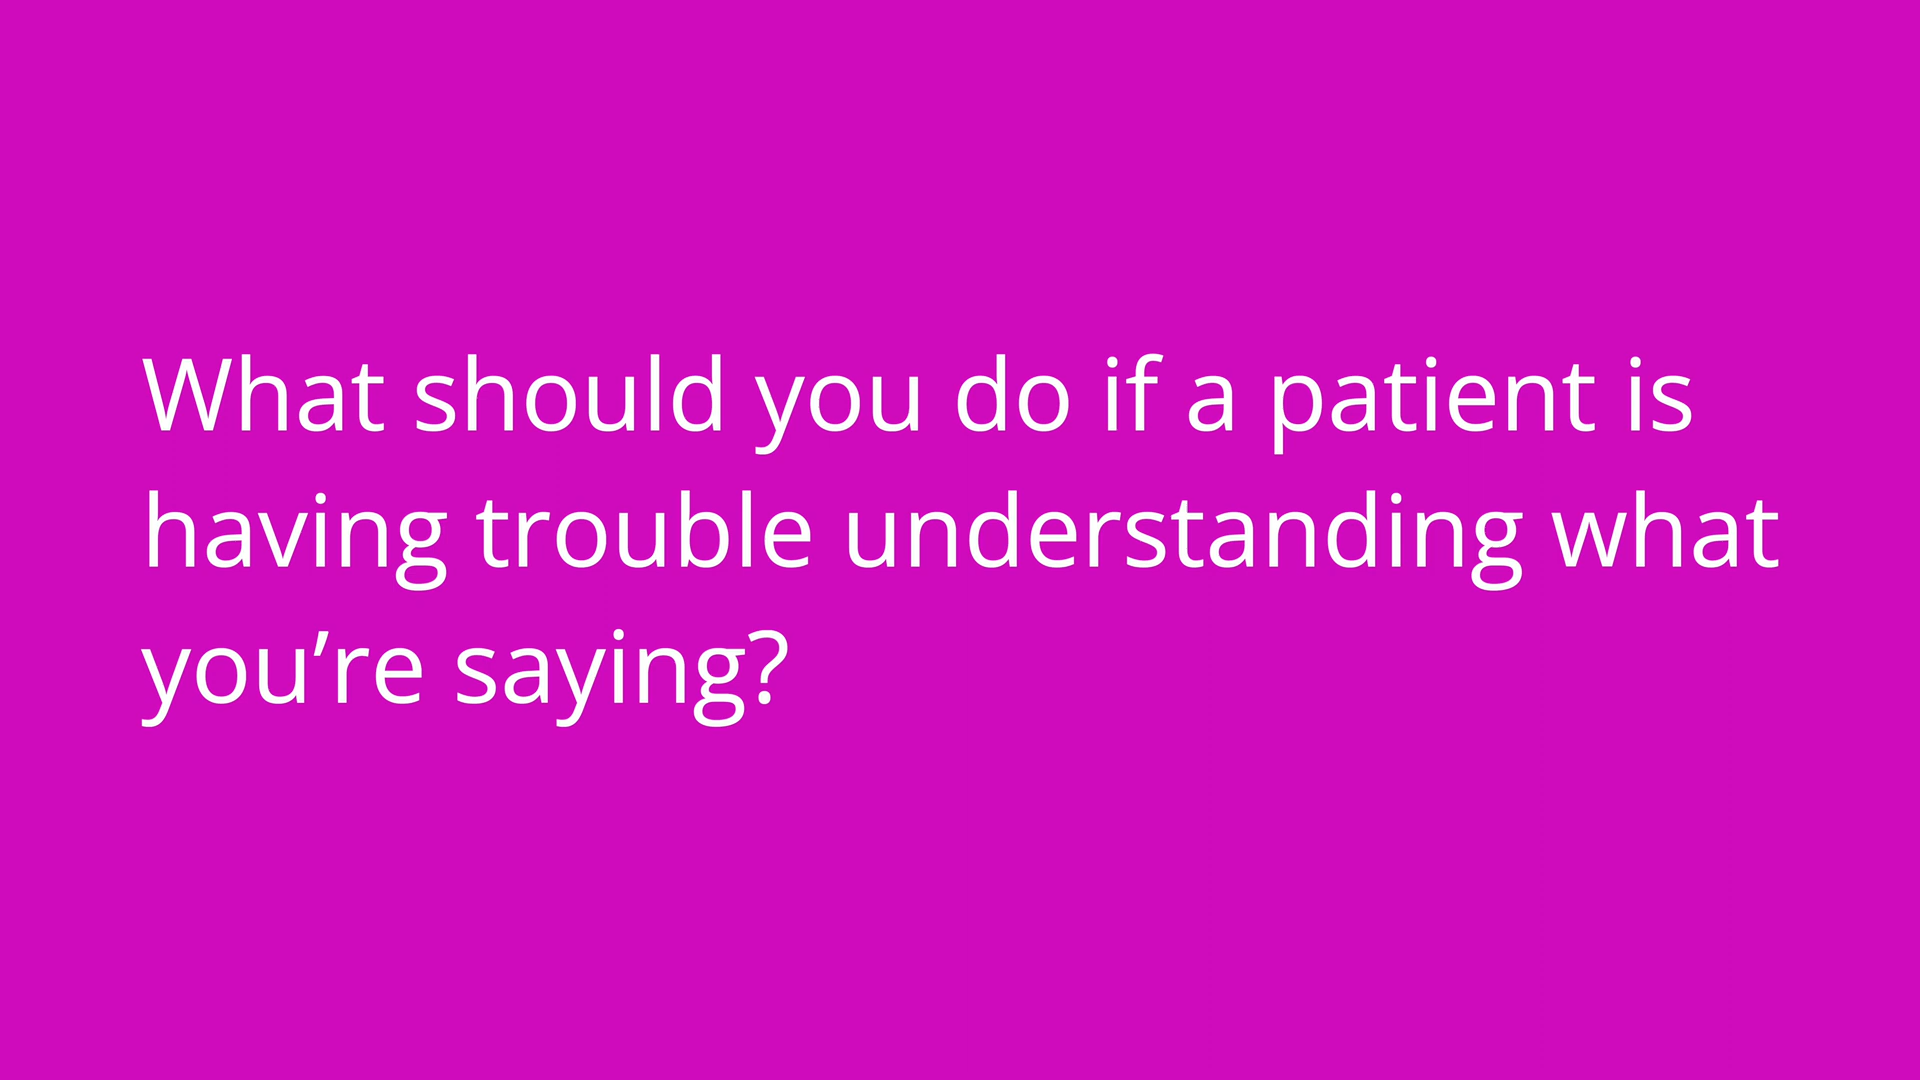 What should you do if a patient is
having trouble understanding what
you’re saying?